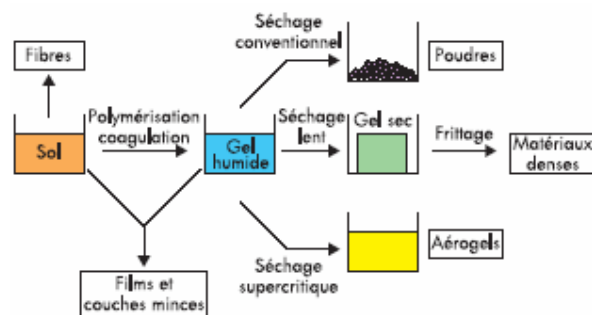 Séchage
conventionnel
Poudres
Fibres
Polymérisation
coagulation
Sol
Gel
humide
Séchage
lent
Gel sec
Frittage
Matériaux
denses
Séchage
supercritique
Aérogels
Films et
couches minces